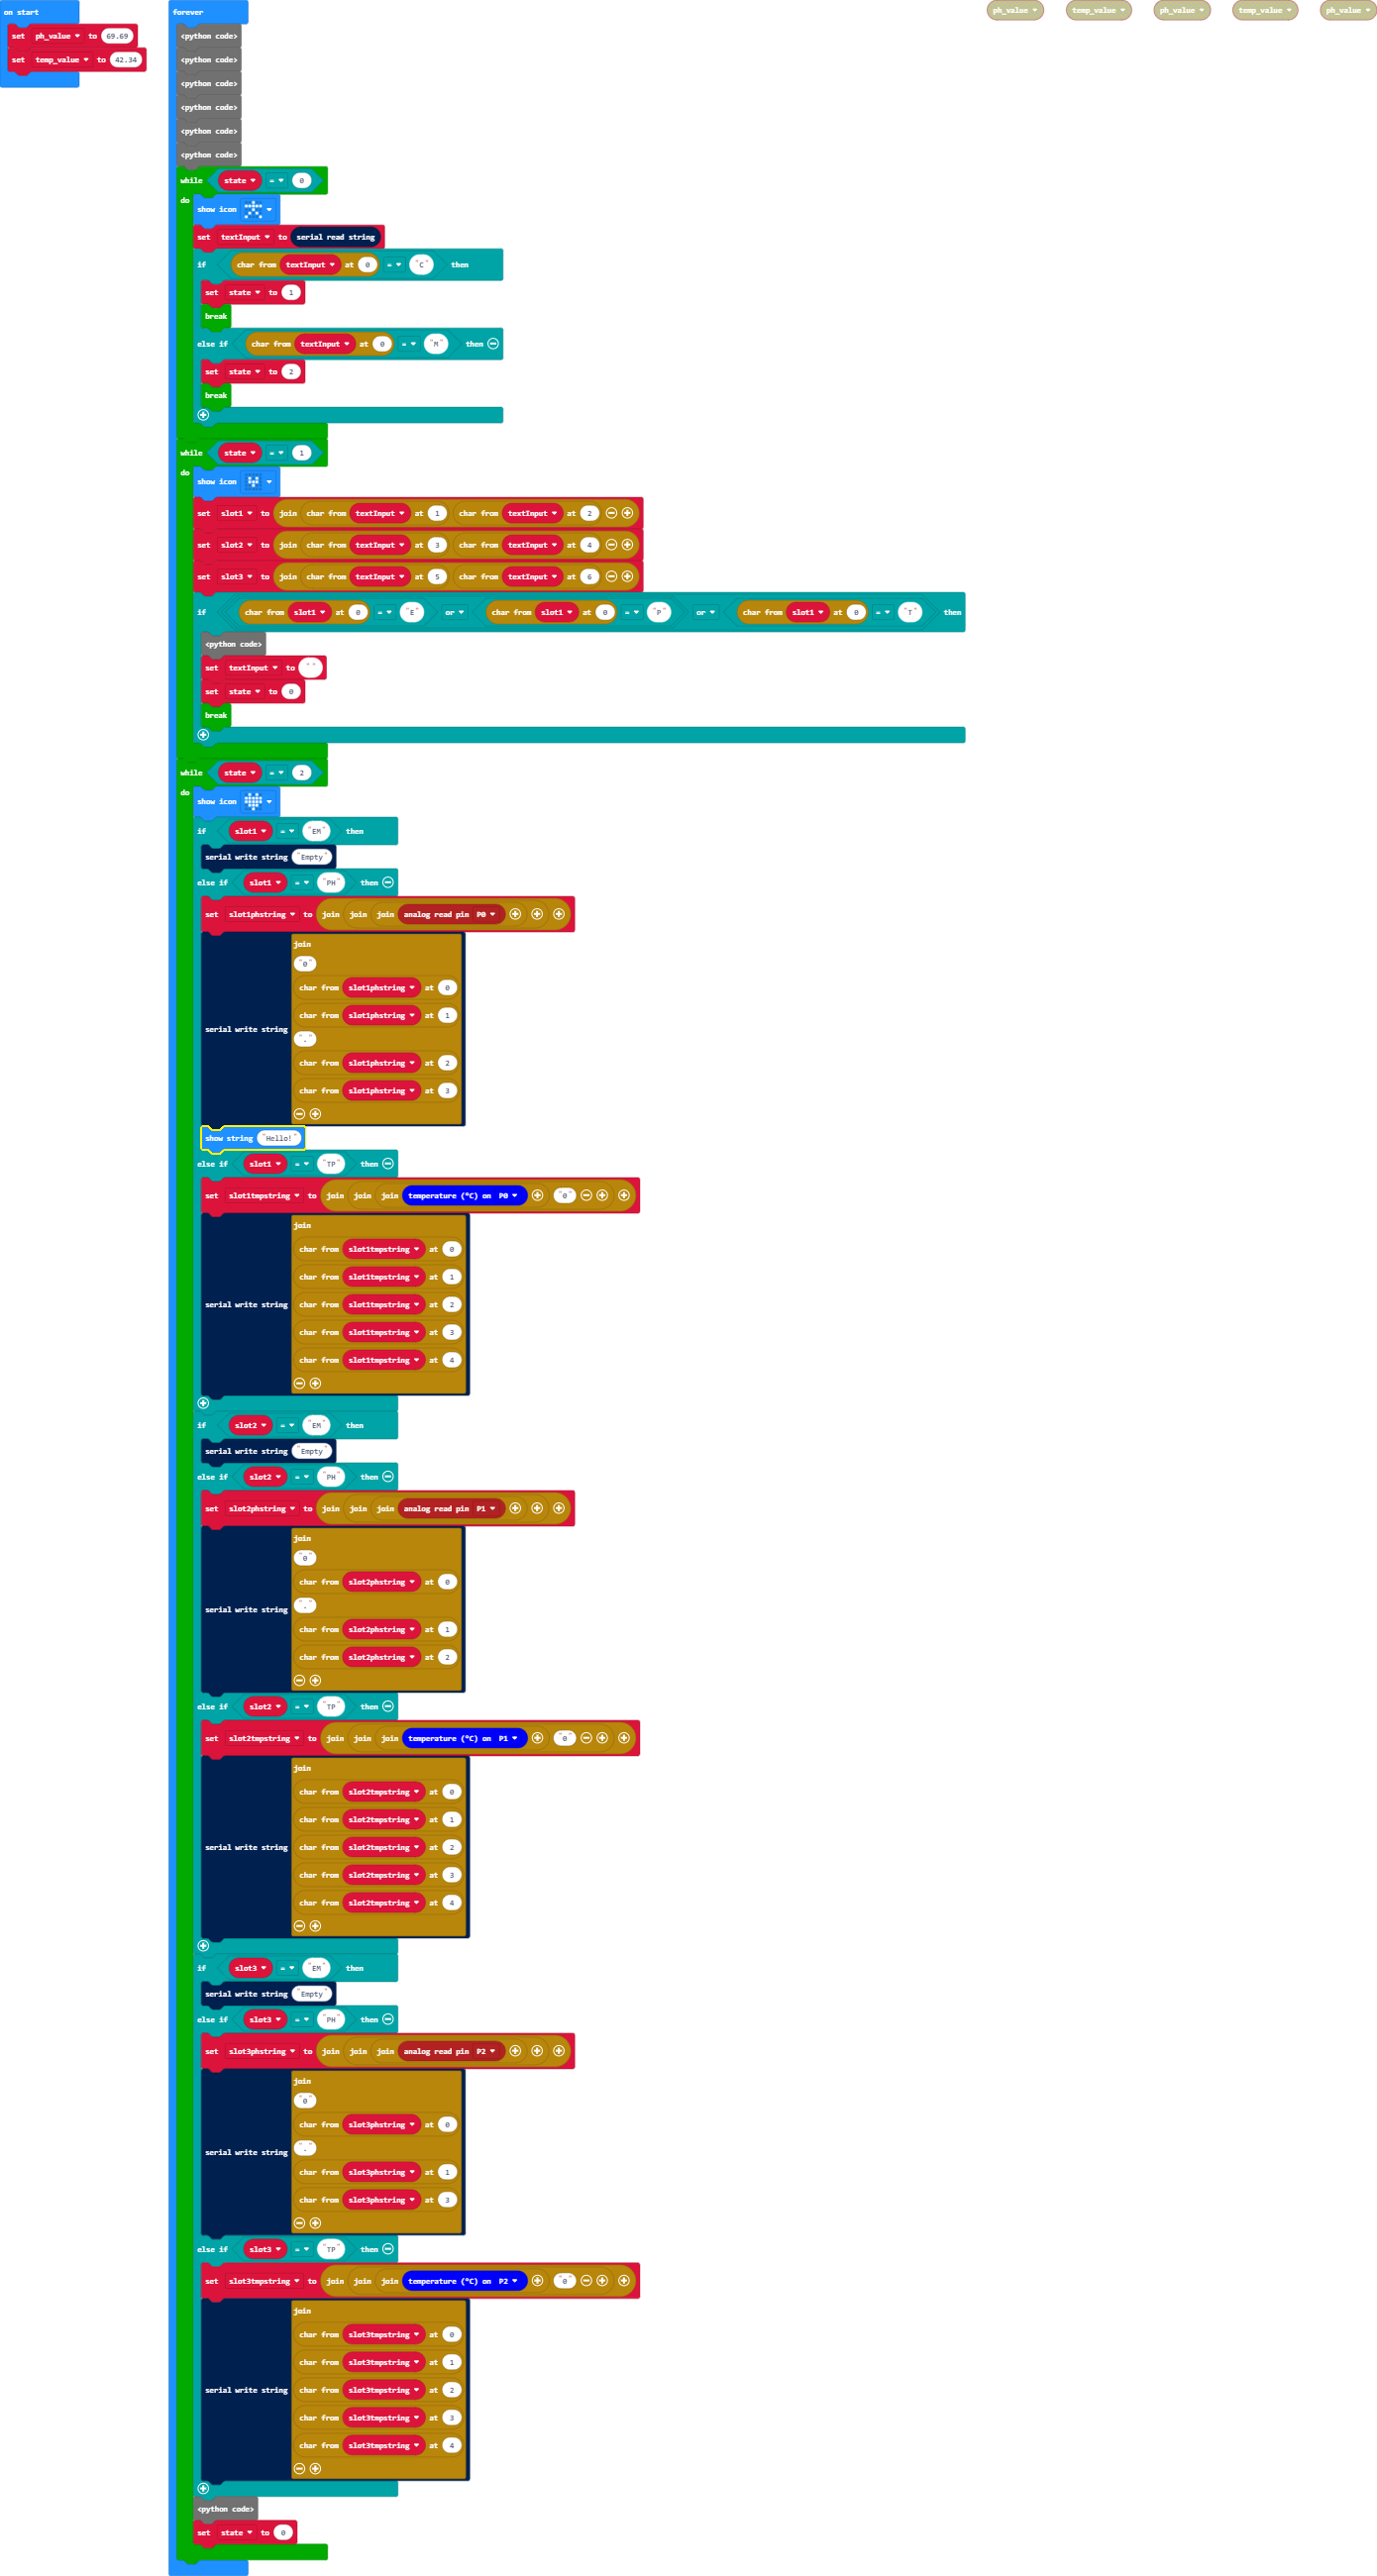 on start
set ph_value to 69.69
set temp_value to 42.34
forever
<python code>
<python code>
<python code>
<python code>
<python code>
<python code>
while state = 0
do
show icon
set textInput to serial read string
if char from textInput at 0 = "C" then
set state to 1
break
else if char from textInput at 0 = "M" then
set state to 2
break
while state = 1
do
show icon
set slot1 to join char from textInput at 1 char from textInput at 2
set slot2 to join char from textInput at 3 char from textInput at 4
set slot3 to join char from textInput at 5 char from textInput at 6
if char from slot1 at 0 = "E" or char from slot1 at 0 = "P" or char from slot1 at 0 = "T" then
<python code>
set textInput to " "
set state to 0
break
while state = 2
do
show icon
if slot1 = "EM" then
serial write string "Empty"
else if slot1 = "PH" then
set slot1phstring to join join join analog read pin P0
join
"0"
char from slot1phstring at 0
char from slot1phstring at 1
serial write string "."
char from slot1phstring at 2
char from slot1phstring at 3
show string "Hello!"
else if slot1 = "TP" then
set slot1tmpstring to join join join temperature (°C) on P0 "0"
join
char from slot1tmpstring at 0
char from slot1tmpstring at 1
serial write string char from slot1tmpstring at 2
char from slot1tmpstring at 3
char from slot1tmpstring at 4
if slot2 = "EM" then
serial write string "Empty"
else if slot2 = "PH" then
set slot2phstring to join join join analog read pin P1
join
"0"
char from slot2phstring at 0
serial write string "."
char from slot2phstring at 1
char from slot2phstring at 2
else if slot2 = "TP" then
set slot2tmpstring to join join join temperature (°C) on P1 "0"
join
char from slot2tmpstring at 0
char from slot2tmpstring at 1
serial write string char from slot2tmpstring at 2
char from slot2tmpstring at 3
char from slot2tmpstring at 4
if slot3 = "EM" then
serial write string "Empty"
else if slot3 = "PH" then
set slot3phstring to join join join analog read pin P2
join
"0"
char from slot3phstring at 0
serial write string "."
char from slot3phstring at 1
char from slot3phstring at 3
else if slot3 = "TP" then
set slot3tmpstring to join join join temperature (°C) on P2 "0"
join
char from slot3tmpstring at 0
char from slot3tmpstring at 1
serial write string char from slot3tmpstring at 2
char from slot3tmpstring at 3
char from slot3tmpstring at 4
<python code>
set state to 0
ph_value temp_value ph_value temp_value ph_value